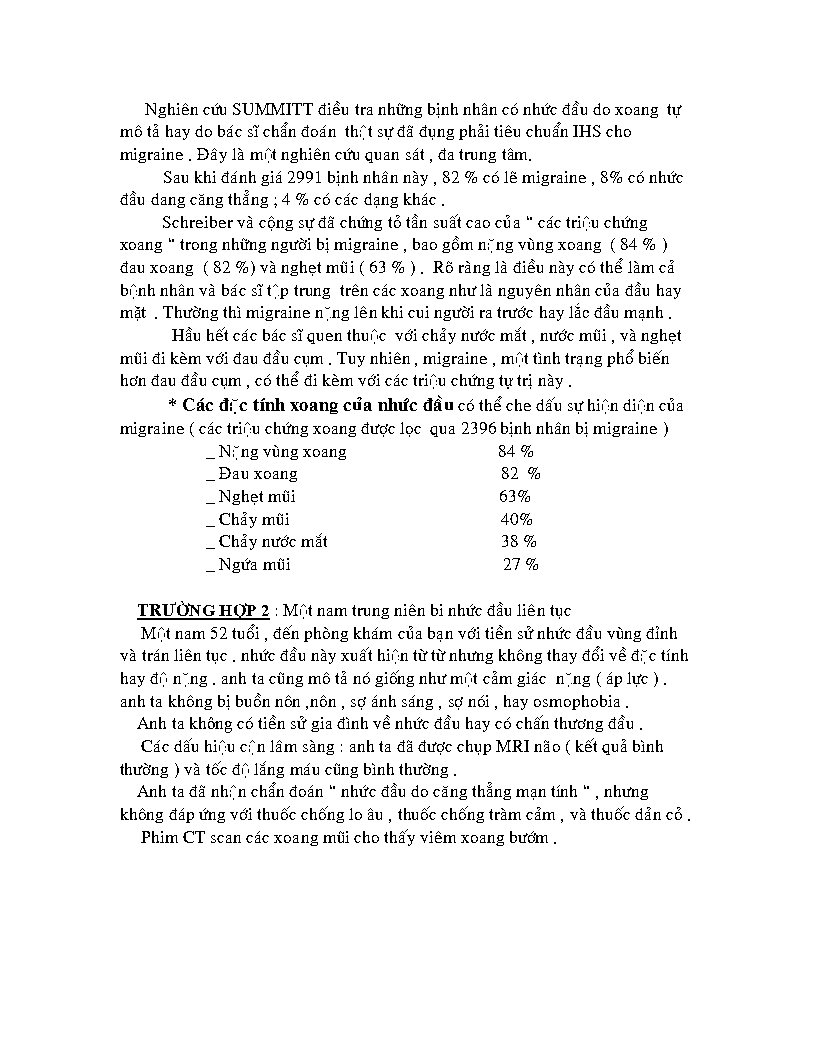 Nghiên cứu SUMMITT điều tra những bịnh nhân có nhức đầu do xoang tự
mô tả hay do bác sĩ chẩn đoán thật sự đã đụng phải tiêu chuẩn IHS cho
migraine . Đây là một nghiên cứu quan sát , đa trung tâm.
Sau khi đánh giá 2991 bịnh nhân này , 82 % có lẽ migraine , 8% có nhức
đầu dang căng thẳng ; 4 % có các dạng khác .
Schreiber và cộng sự đã chứng tỏ tần suất cao của “ các triệu chứng
xoang “ trong những người bị migraine , bao gồm nặng vùng xoang ( 84 % )
đau xoang ( 82 %) và nghẹt mũi ( 63 % ) . Rõ ràng là điều này có thể làm cả
bệnh nhân và bác sĩ tập trung trên các xoang như là nguyên nhân của đầu hay
mặt . Thường thì migraine nặng lên khi cui người ra trước hay lắc đầu mạnh .
Hầu hết các bác sĩ quen thuộc với chảy nước mắt , nước mũi , và nghẹt
mũi đi kèm với đau đầu cụm . Tuy nhiên , migraine , một tình trạng phổ biến
hơn đau đầu cụm , có thể đi kèm với các triệu chứng tự trị này .
* Các đặc tính xoang của nhức đầu có thể che dấu sự hiện diện của
migraine ( các triệu chứng xoang được lọc qua 2396 bịnh nhân bị migraine )
_ Nặng vùng xoang 84 %
_ Đau xoang 82 %
_ Nghẹt mũi 63%
_ Chảy mũi 40%
_ Chảy nước mắt 38 %
_ Ngứa mũi 27 %
TRƯỜNG HỢP 2 : Một nam trung niên bi nhức đầu liên tục
Một nam 52 tuổi , đến phòng khám của bạn với tiền sử nhức đầu vùng đỉnh
và trán liên tục . nhức đầu này xuất hiện từ từ nhưng không thay đổi về đặc tính
hay độ nặng . anh ta cũng mô tả nó giống như một cảm giác nặng ( áp lực ) .
anh ta không bị buồn nôn ,nôn , sợ ánh sáng , sợ nói , hay osmophobia .
Anh ta không có tiền sử gia đình về nhức đầu hay có chấn thương đầu .
Các dấu hiệu cận lâm sàng : anh ta đã được chụp MRI não ( kết quả bình
thường ) và tốc độ lắng máu cũng bình thường .
Anh ta đã nhận chẩn đoán “ nhức đầu do căng thẳng mạn tính “ , nhưng
không đáp ứng với thuốc chống lo âu , thuốc chống trầm cảm , và thuốc dản cỏ .
Phim CT scan các xoang mũi cho thấy viêm xoang bướm .